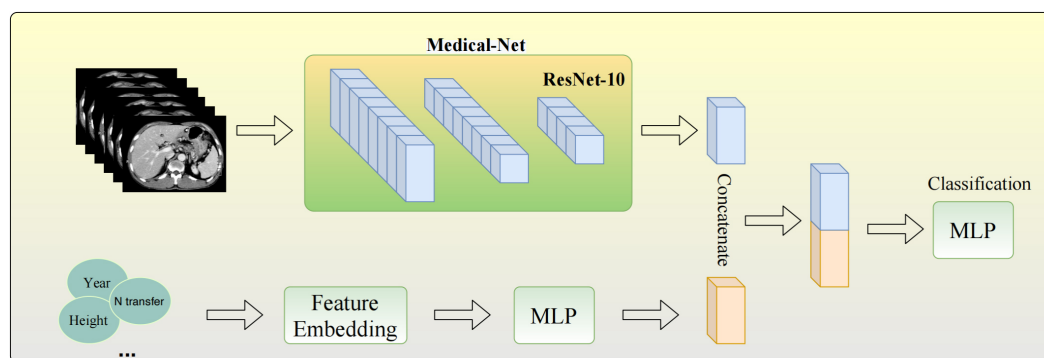 Medical-Net
ResNet-10
Concatenate
Classification
MLP
Year
N transfer
Height
...
Feature
Embedding
MLP